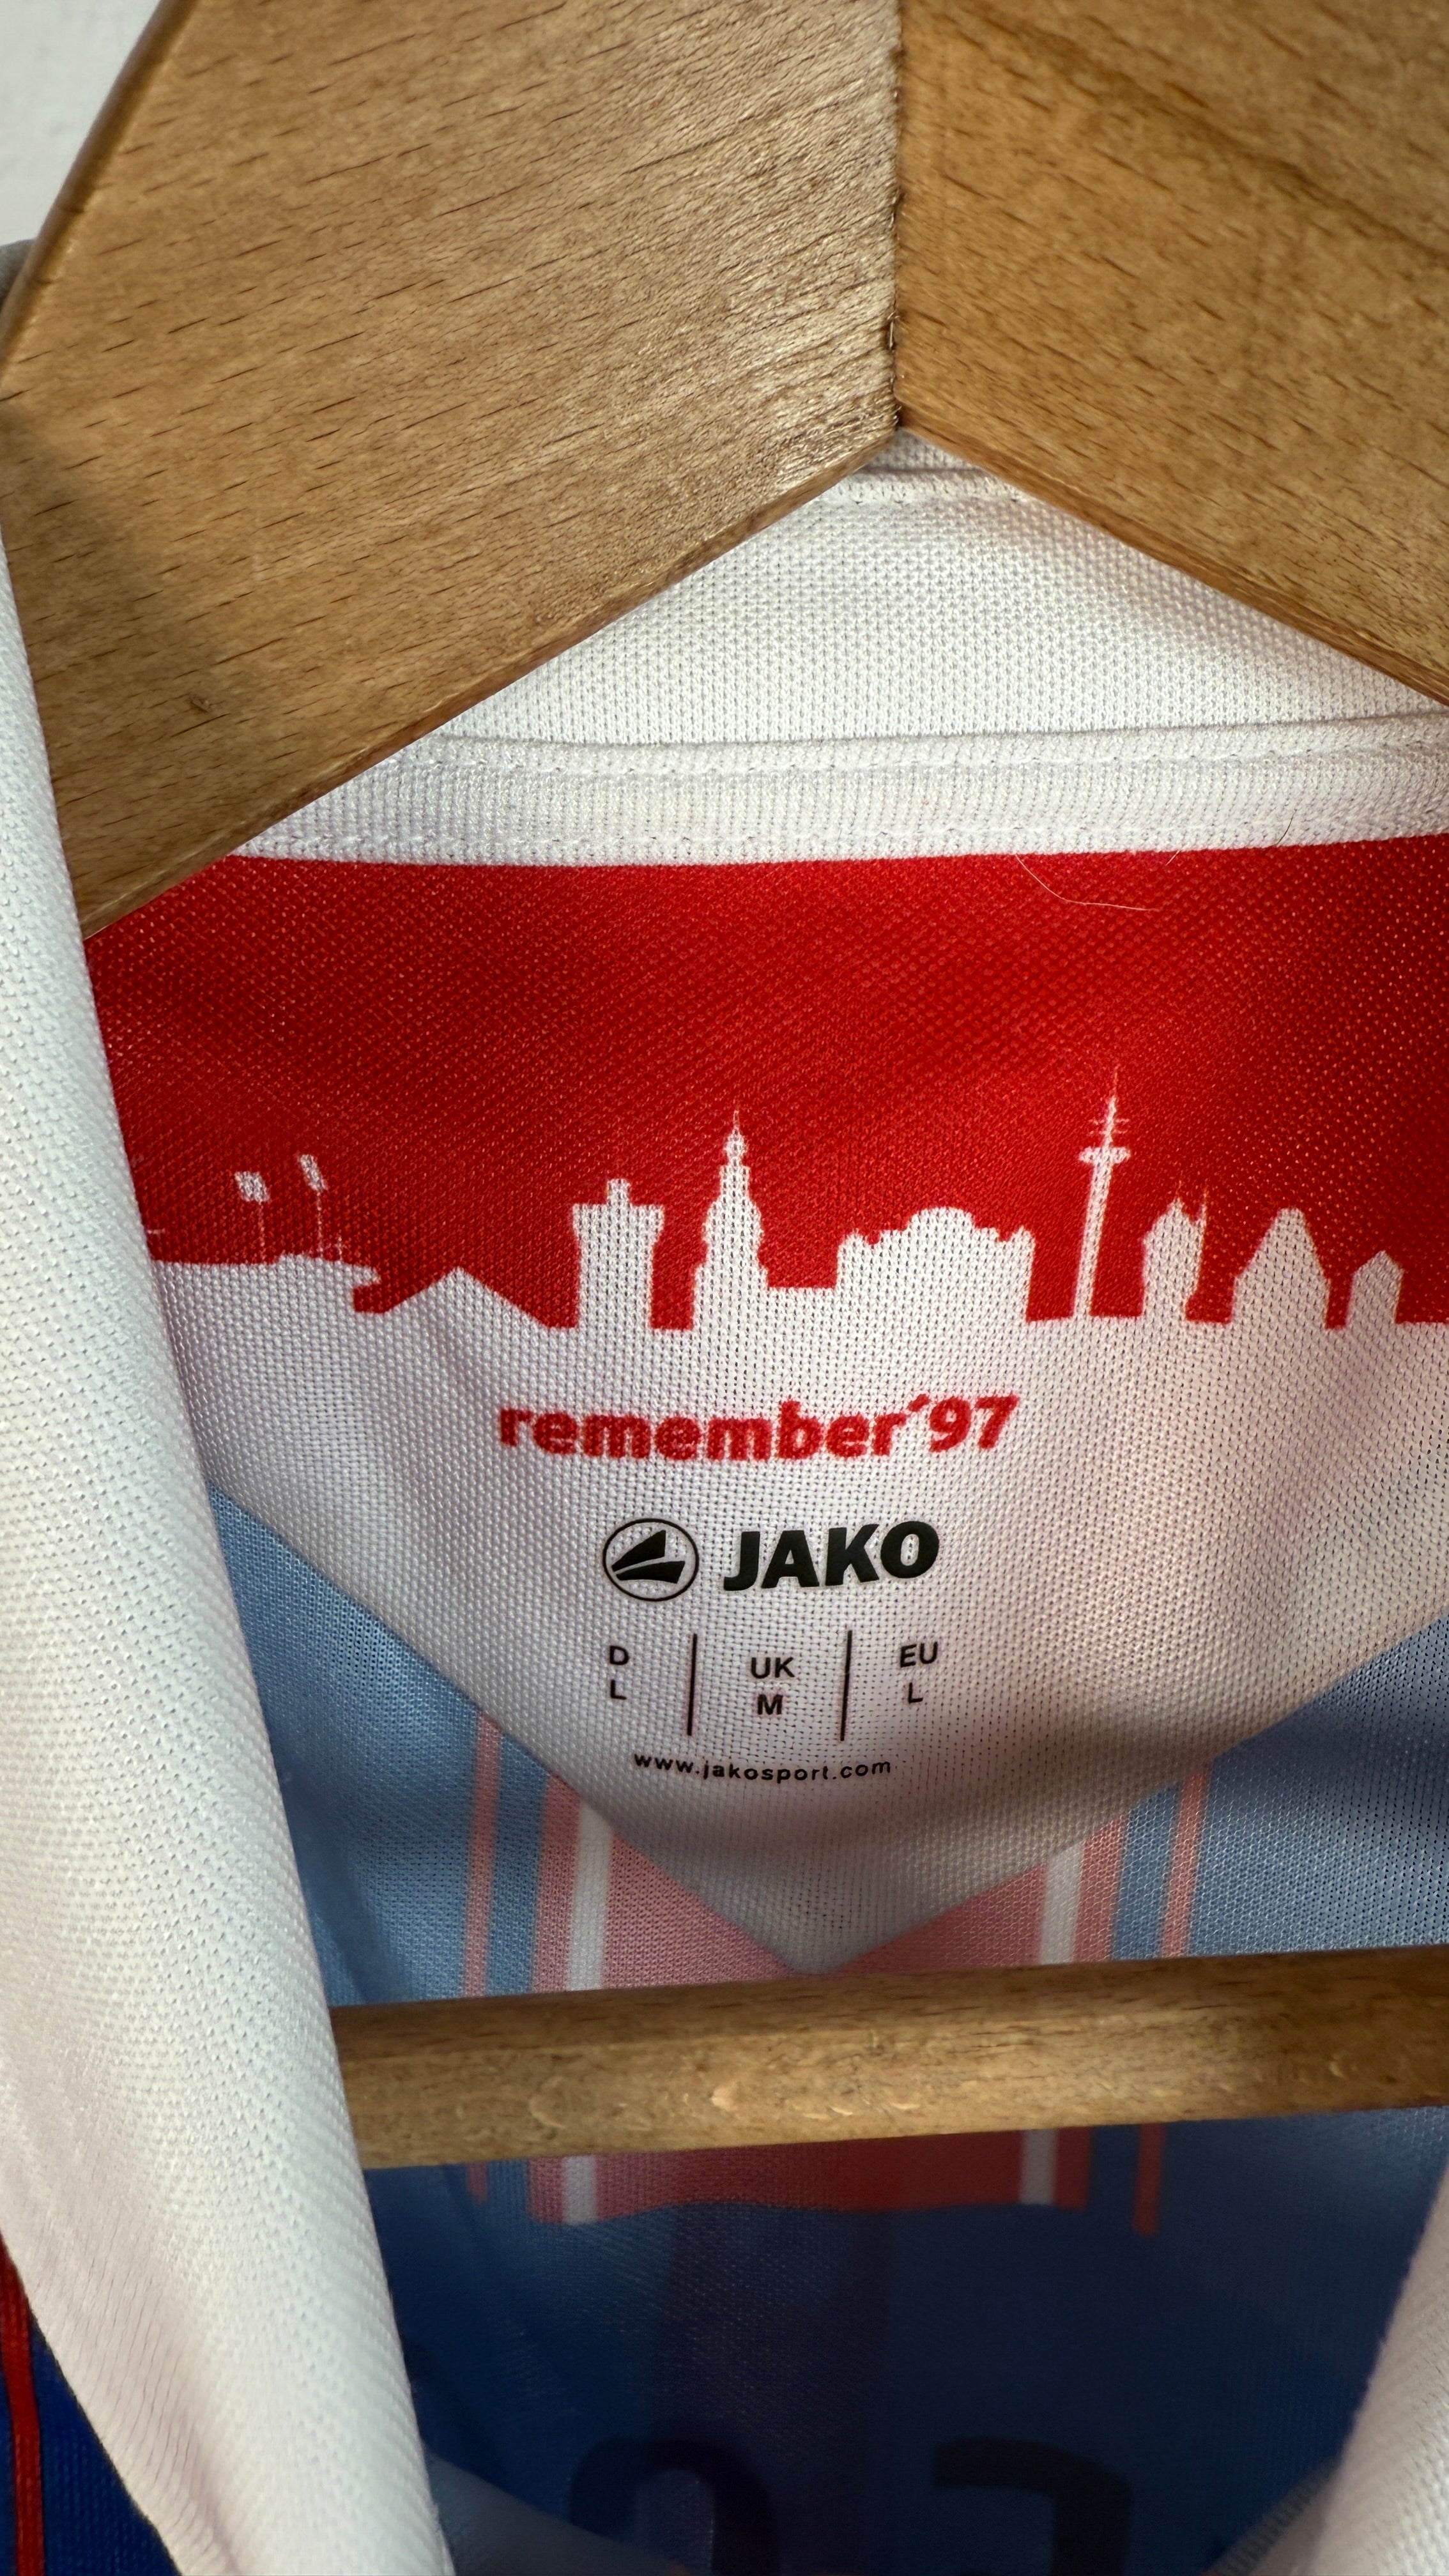 remember´97
JAKO
D | UK | EU
L | M | L
www.jakosport.com